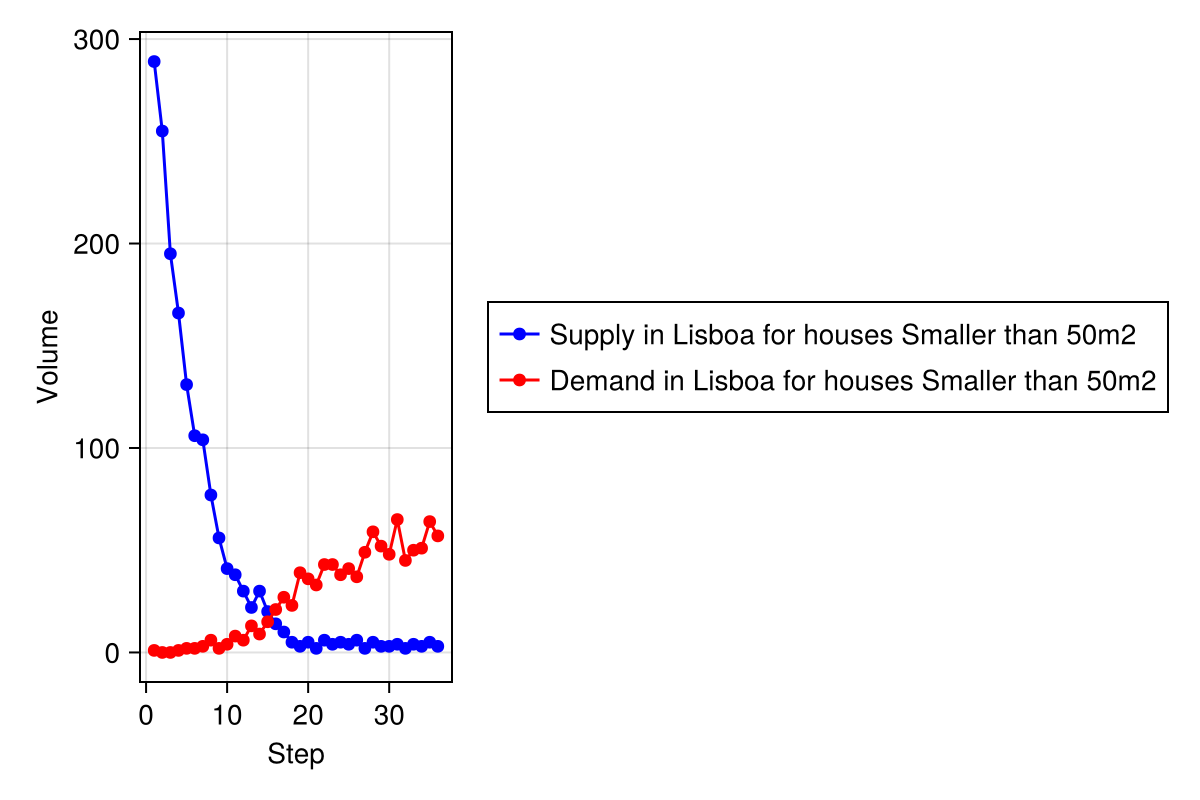 300
200
100
0
Volume
0 10 20 30
Step
Supply in Lisboa for houses Smaller than 50m2
Demand in Lisboa for houses Smaller than 50m2